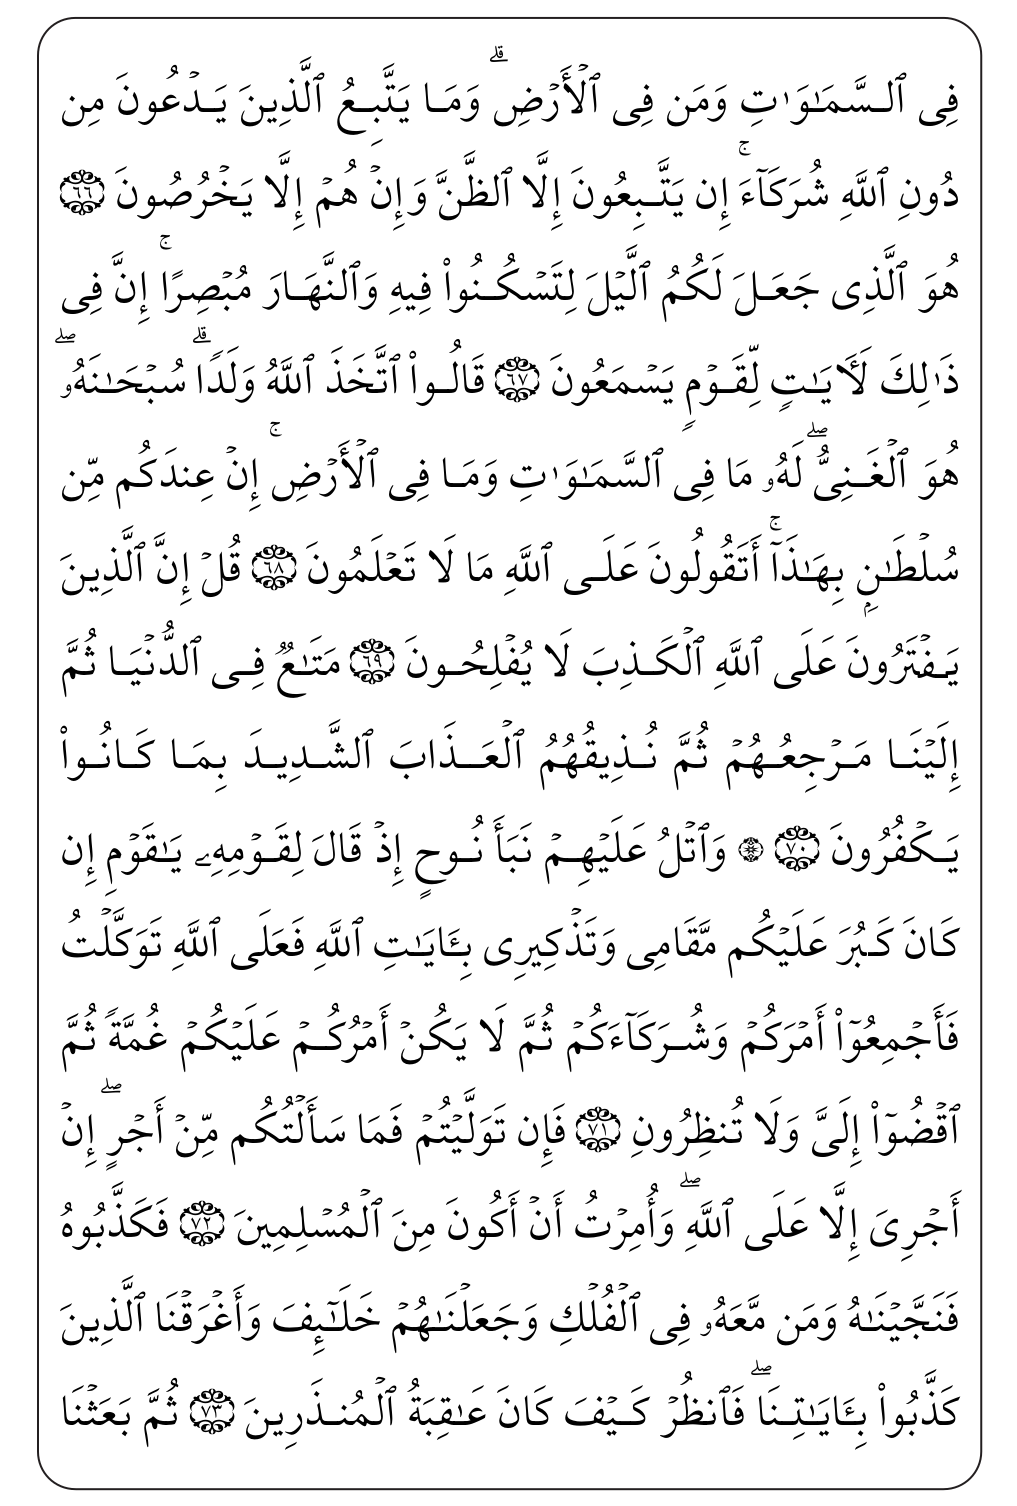 فِى ٱلسَّمَـٰوَٰتِ وَمَن فِى ٱلْأَرْضِ ۗ وَمَا يَتَّبِعُ ٱلَّذِينَ يَدْعُونَ مِن
دُونِ ٱللَّهِ شُرَكَآءَ ۚ إِن يَتَّبِعُونَ إِلَّا ٱلظَّنَّ وَإِنْ هُمْ إِلَّا يَخْرُصُونَ ۝٦٦
هُوَ ٱلَّذِى جَعَلَ لَكُمُ ٱلَّيْلَ لِتَسْكُنُوا۟ فِيهِ وَٱلنَّهَارَ مُبْصِرًا ۚ إِنَّ فِى
ذَٰلِكَ لَـَٔايَـٰتٍ لِّقَوْمٍ يَسْمَعُونَ ۝٦٧ قَالُوا۟ ٱتَّخَذَ ٱللَّهُ وَلَدًا ۗ سُبْحَـٰنَهُۥ ۖ
هُوَ ٱلْغَنِىُّ ۖ لَهُۥ مَا فِى ٱلسَّمَـٰوَٰتِ وَمَا فِى ٱلْأَرْضِ ۚ إِنْ عِندَكُم مِّن
سُلْطَـٰنٍۭ بِهَـٰذَآ ۚ أَتَقُولُونَ عَلَى ٱللَّهِ مَا لَا تَعْلَمُونَ ۝٦٨ قُلْ إِنَّ ٱلَّذِينَ
يَفْتَرُونَ عَلَى ٱللَّهِ ٱلْكَذِبَ لَا يُفْلِحُونَ ۝٦٩ مَتَـٰعٌ فِى ٱلدُّنْيَا ثُمَّ
إِلَيْنَا مَرْجِعُهُمْ ثُمَّ نُذِيقُهُمُ ٱلْعَذَابَ ٱلشَّدِيدَ بِمَا كَانُوا۟
يَكْفُرُونَ ۝٧٠ ۞ وَٱتْلُ عَلَيْهِمْ نَبَأَ نُوحٍ إِذْ قَالَ لِقَوْمِهِۦ يَـٰقَوْمِ إِن
كَانَ كَبُرَ عَلَيْكُم مَّقَامِى وَتَذْكِيرِى بِـَٔايَـٰتِ ٱللَّهِ فَعَلَى ٱللَّهِ تَوَكَّلْتُ
فَأَجْمِعُوٓا۟ أَمْرَكُمْ وَشُرَكَآءَكُمْ ثُمَّ لَا يَكُنْ أَمْرُكُمْ عَلَيْكُمْ غُمَّةً ثُمَّ
ٱقْضُوٓا۟ إِلَىَّ وَلَا تُنظِرُونِ ۝٧١ فَإِن تَوَلَّيْتُمْ فَمَا سَأَلْتُكُم مِّنْ أَجْرٍ ۖ إِنْ
أَجْرِىَ إِلَّا عَلَى ٱللَّهِ ۖ وَأُمِرْتُ أَنْ أَكُونَ مِنَ ٱلْمُسْلِمِينَ ۝٧٢ فَكَذَّبُوهُ
فَنَجَّيْنَـٰهُ وَمَن مَّعَهُۥ فِى ٱلْفُلْكِ وَجَعَلْنَـٰهُمْ خَلَـٰٓئِفَ وَأَغْرَقْنَا ٱلَّذِينَ
كَذَّبُوا۟ بِـَٔايَـٰتِنَا ۖ فَٱنظُرْ كَيْفَ كَانَ عَـٰقِبَةُ ٱلْمُنذَرِينَ ۝٧٣ ثُمَّ بَعَثْنَا